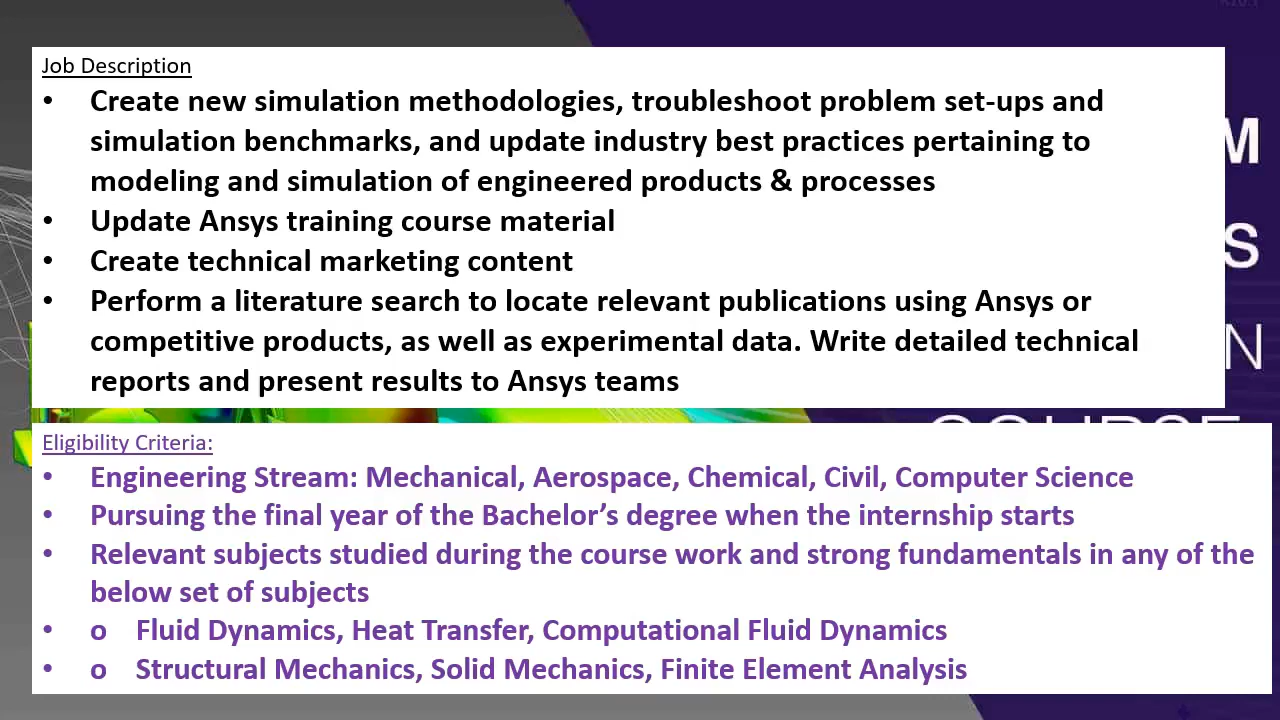 Job Description
• Create new simulation methodologies, troubleshoot problem set-ups and
simulation benchmarks, and update industry best practices pertaining to
modeling and simulation of engineered products & processes
• Update Ansys training course material
• Create technical marketing content
• Perform a literature search to locate relevant publications using Ansys or
competitive products, as well as experimental data. Write detailed technical
reports and present results to Ansys teams
M
S
N
Eligibility Criteria:
• Engineering Stream: Mechanical, Aerospace, Chemical, Civil, Computer Science
• Pursuing the final year of the Bachelor’s degree when the internship starts
• Relevant subjects studied during the course work and strong fundamentals in any of the
below set of subjects
• o Fluid Dynamics, Heat Transfer, Computational Fluid Dynamics
• o Structural Mechanics, Solid Mechanics, Finite Element Analysis